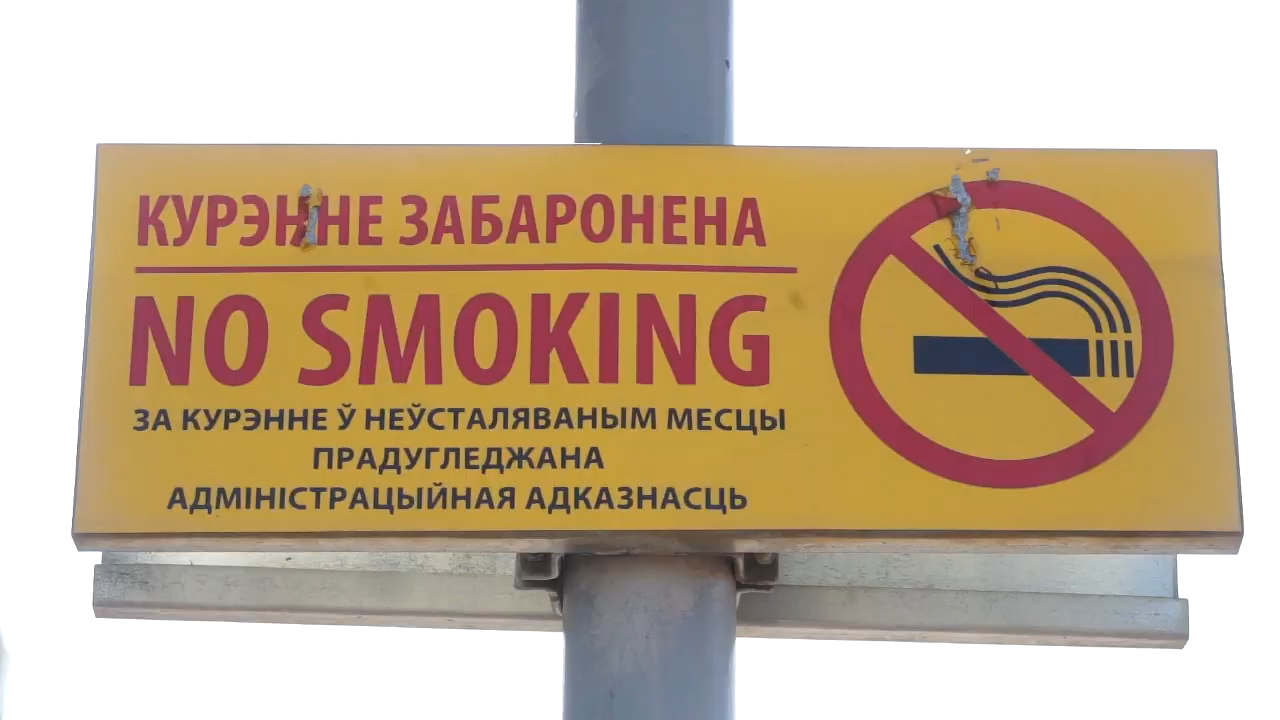 КУРЭННЕ ЗАБАРОНЕНА
NO SMOKING
ЗА КУРЭННЕ Ў НЕЎСТАЛЯВАНЫМ МЕСЦЫ
ПРАДУГЛЕДЖАНА
АДМІНІСТРАЦЫЙНАЯ АДКАЗНАСЦЬ